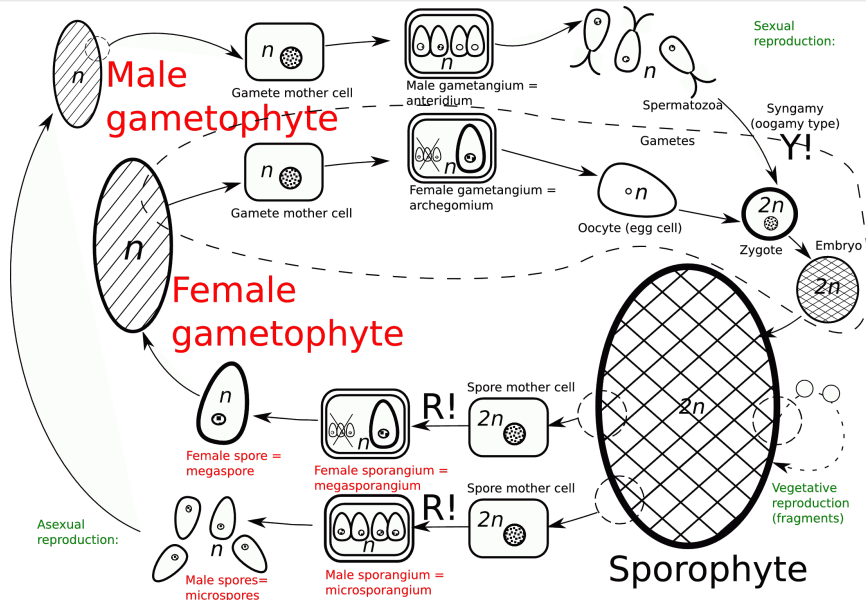 Sexual
reproduction:
n
n
n
n
Male
gametophyte
Gamete mother cell
Male gametangium =
anteridium
Spermatozoa
Syngamy
(oogamy type)
Y!
Gametes
n
n
n
2n
Gamete mother cell
Female gametangium =
archegomium
Oocyte (egg cell)
Zygote
Embryo
n
2n
Female
gametophyte
n
2n
R!
Spore mother cell
2n
n
Female spore =
megaspore
Female sporangium =
megasporangium
Vegetative
reproduction
(fragments)
Asexual
reproduction:
n
n
R!
Spore mother cell
2n
Male spores=
microspores
Male sporangium =
microsporangium
Sporophyte